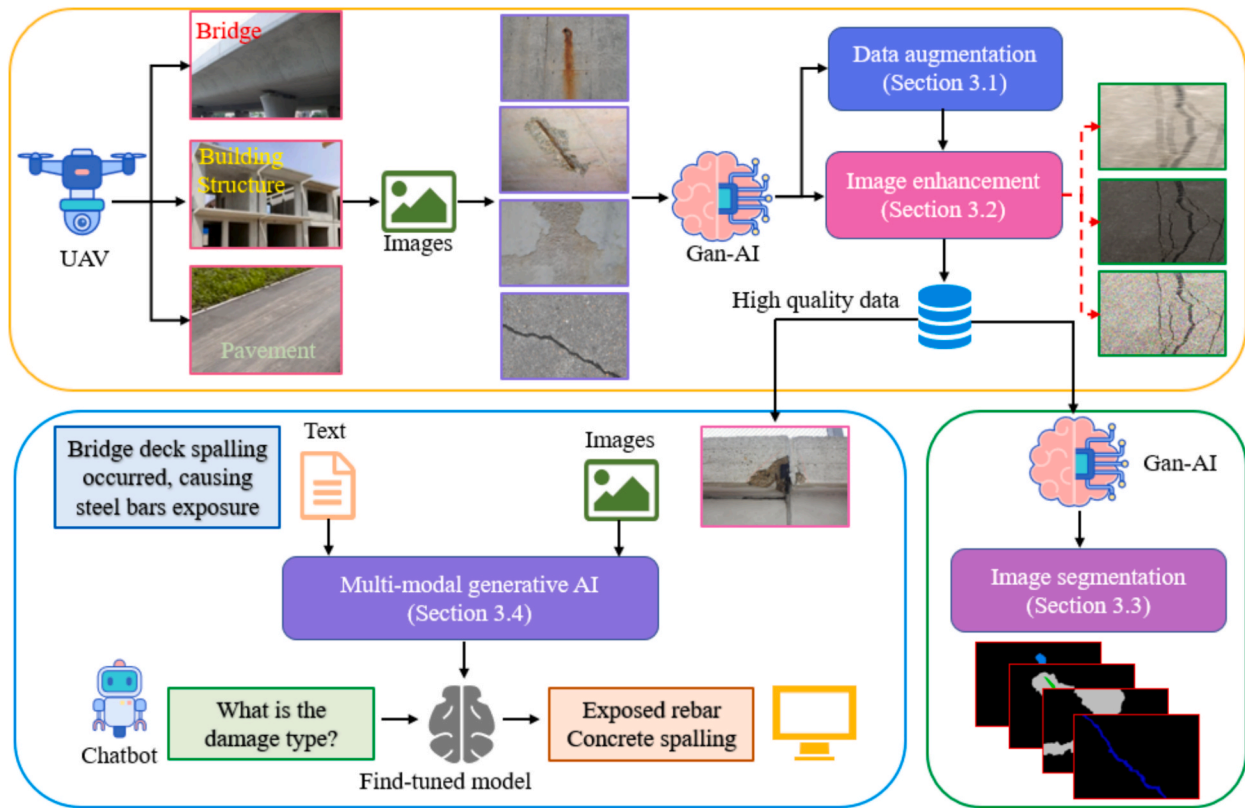 Bridge
Building
Structure
Pavement
UAV
Images
Gan-AI
Data augmentation
(Section 3.1)
Image enhancement
(Section 3.2)
High quality data
Bridge deck spalling
occurred, causing
steel bars exposure
Text
Images
Multi-modal generative AI
(Section 3.4)
Chatbot
What is the
damage type?
Find-tuned model
Exposed rebar
Concrete spalling
Gan-AI
Image segmentation
(Section 3.3)